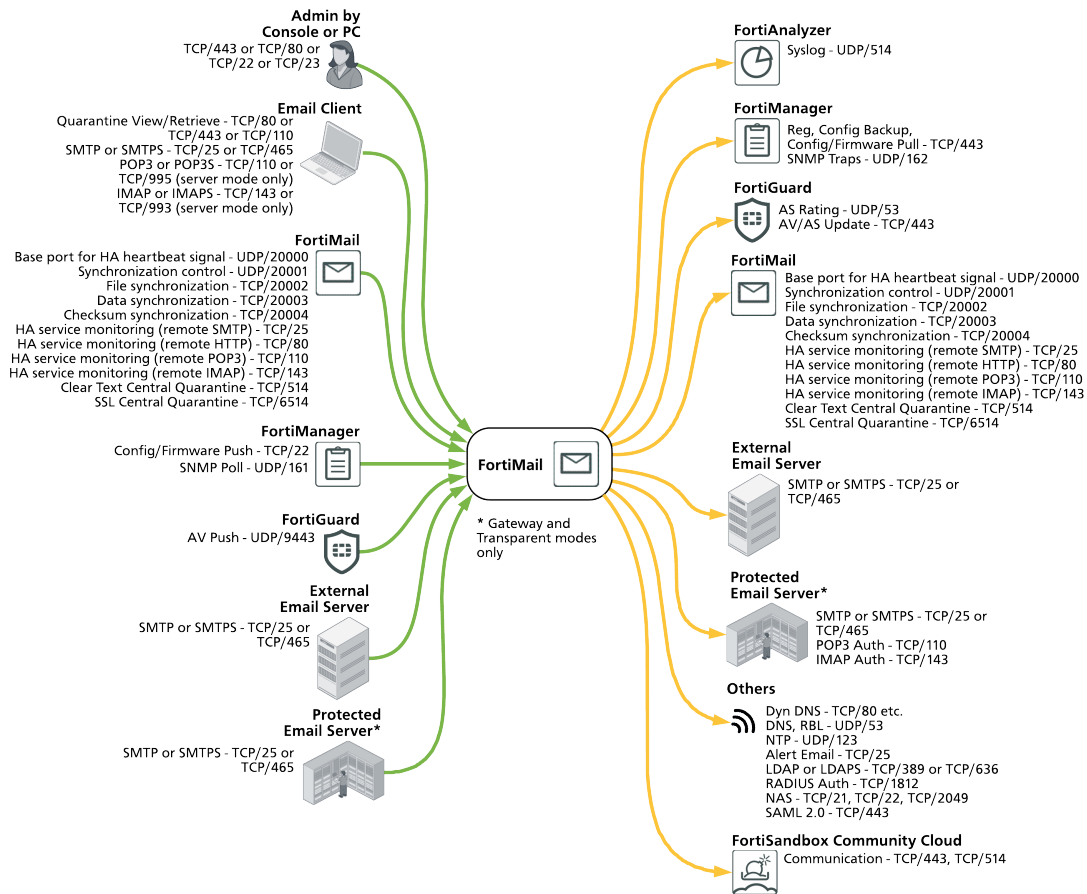 Admin by
Console or PC
TCP/443 or TCP/80 or
TCP/22 or TCP/23
Email Client
Quarantine View/Retrieve - TCP/80 or
TCP/443 or TCP/110
SMTP or SMTPS - TCP/25 or TCP/465
POP3 or POP3S - TCP/110 or
TCP/995 (server mode only)
IMAP or IMAPS - TCP/143 or
TCP/993 (server mode only)
FortiMail
Base port for HA heartbeat signal - UDP/20000
Synchronization control - UDP/20001
File synchronization - TCP/20002
Data synchronization - TCP/20003
Checksum synchronization - TCP/20004
HA service monitoring (remote SMTP) - TCP/25
HA service monitoring (remote HTTP) - TCP/80
HA service monitoring (remote POP3) - TCP/110
HA service monitoring (remote IMAP) - TCP/143
Clear Text Central Quarantine - TCP/514
SSL Central Quarantine - TCP/6514
FortiManager
Config/Firmware Push - TCP/22
SNMP Poll - UDP/161
FortiGuard
AV Push - UDP/9443
External
Email Server
SMTP or SMTPS - TCP/25 or
TCP/465
Protected
Email Server*
SMTP or SMTPS - TCP/25 or
TCP/465
FortiMail
* Gateway and
Transparent modes
only
FortiAnalyzer
Syslog - UDP/514
FortiManager
Reg, Config Backup,
Config/Firmware Pull - TCP/443
SNMP Traps - UDP/162
FortiGuard
AS Rating - UDP/53
AV/AS Update - TCP/443
FortiMail
Base port for HA heartbeat signal - UDP/20000
Synchronization control - UDP/20001
File synchronization - TCP/20002
Data synchronization - TCP/20003
Checksum synchronization - TCP/20004
HA service monitoring (remote SMTP) - TCP/25
HA service monitoring (remote HTTP) - TCP/80
HA service monitoring (remote POP3) - TCP/110
HA service monitoring (remote IMAP) - TCP/143
Clear Text Central Quarantine - TCP/514
SSL Central Quarantine - TCP/6514
External
Email Server
SMTP or SMTPS - TCP/25 or
TCP/465
Protected
Email Server*
SMTP or SMTPS - TCP/25 or
TCP/465
POP3 Auth - TCP/110
IMAP Auth - TCP/143
Others
Dyn DNS - TCP/80 etc.
DNS, RBL - UDP/53
NTP - UDP/123
Alert Email - TCP/25
LDAP or LDAPS - TCP/389 or TCP/636
RADIUS Auth - TCP/1812
NAS - TCP/21, TCP/22, TCP/2049
SAML 2.0 - TCP/443
FortiSandbox Community Cloud
Communication - TCP/443, TCP/514